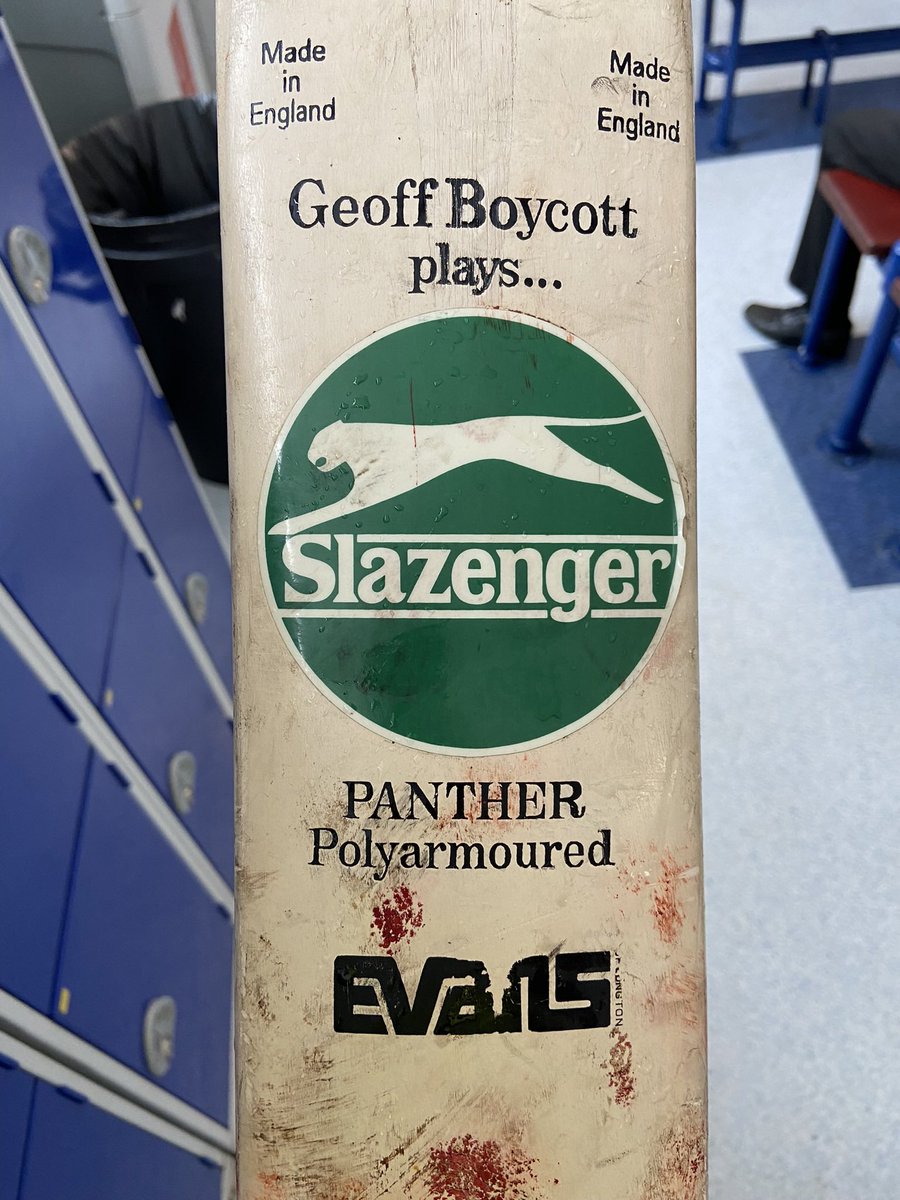 Made
in
England
Made
in
England
Geoff Boycott
plays...
Slazenger
PANTHER
Polyarmoured
Evans